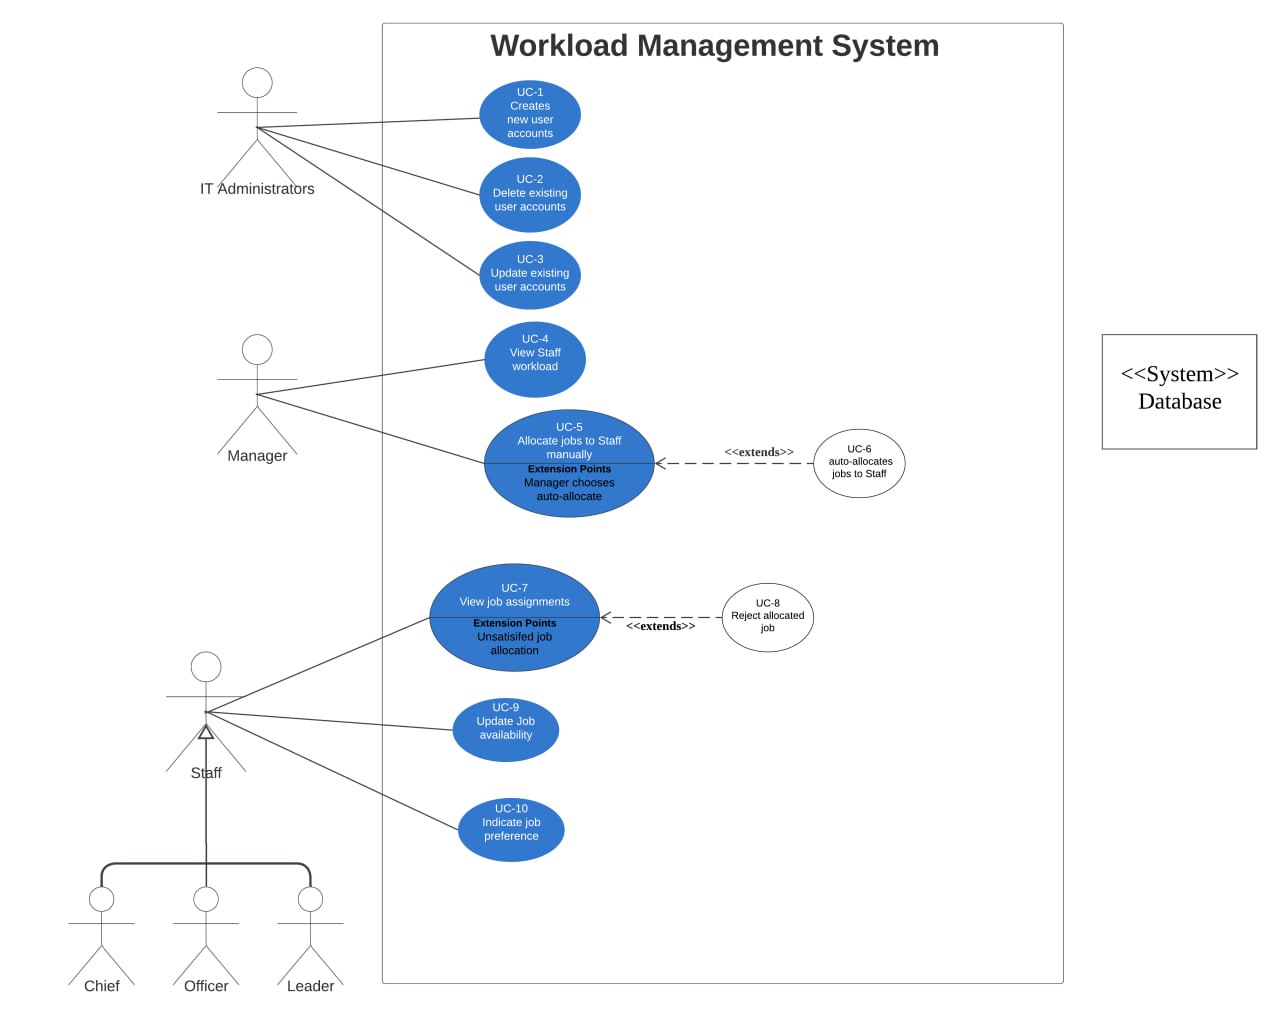 Workload Management System
UC-1
Creates
new user
accounts
IT Administrators
UC-2
Delete existing
user accounts
UC-3
Update existing
user accounts
UC-4
View Staff
workload
Manager
UC-5
Allocate jobs to Staff
manually
Extension Points
Manager chooses
auto-allocate
<<extends>>
UC-6
auto-allocates
jobs to Staff
<<System>>
Database
UC-7
View job assignments
Extension Points
Unsatisifed job
allocation
<<extends>>
UC-8
Reject allocated
job
Staff
UC-9
Update Job
availability
UC-10
Indicate job
preference
Chief
Officer
Leader